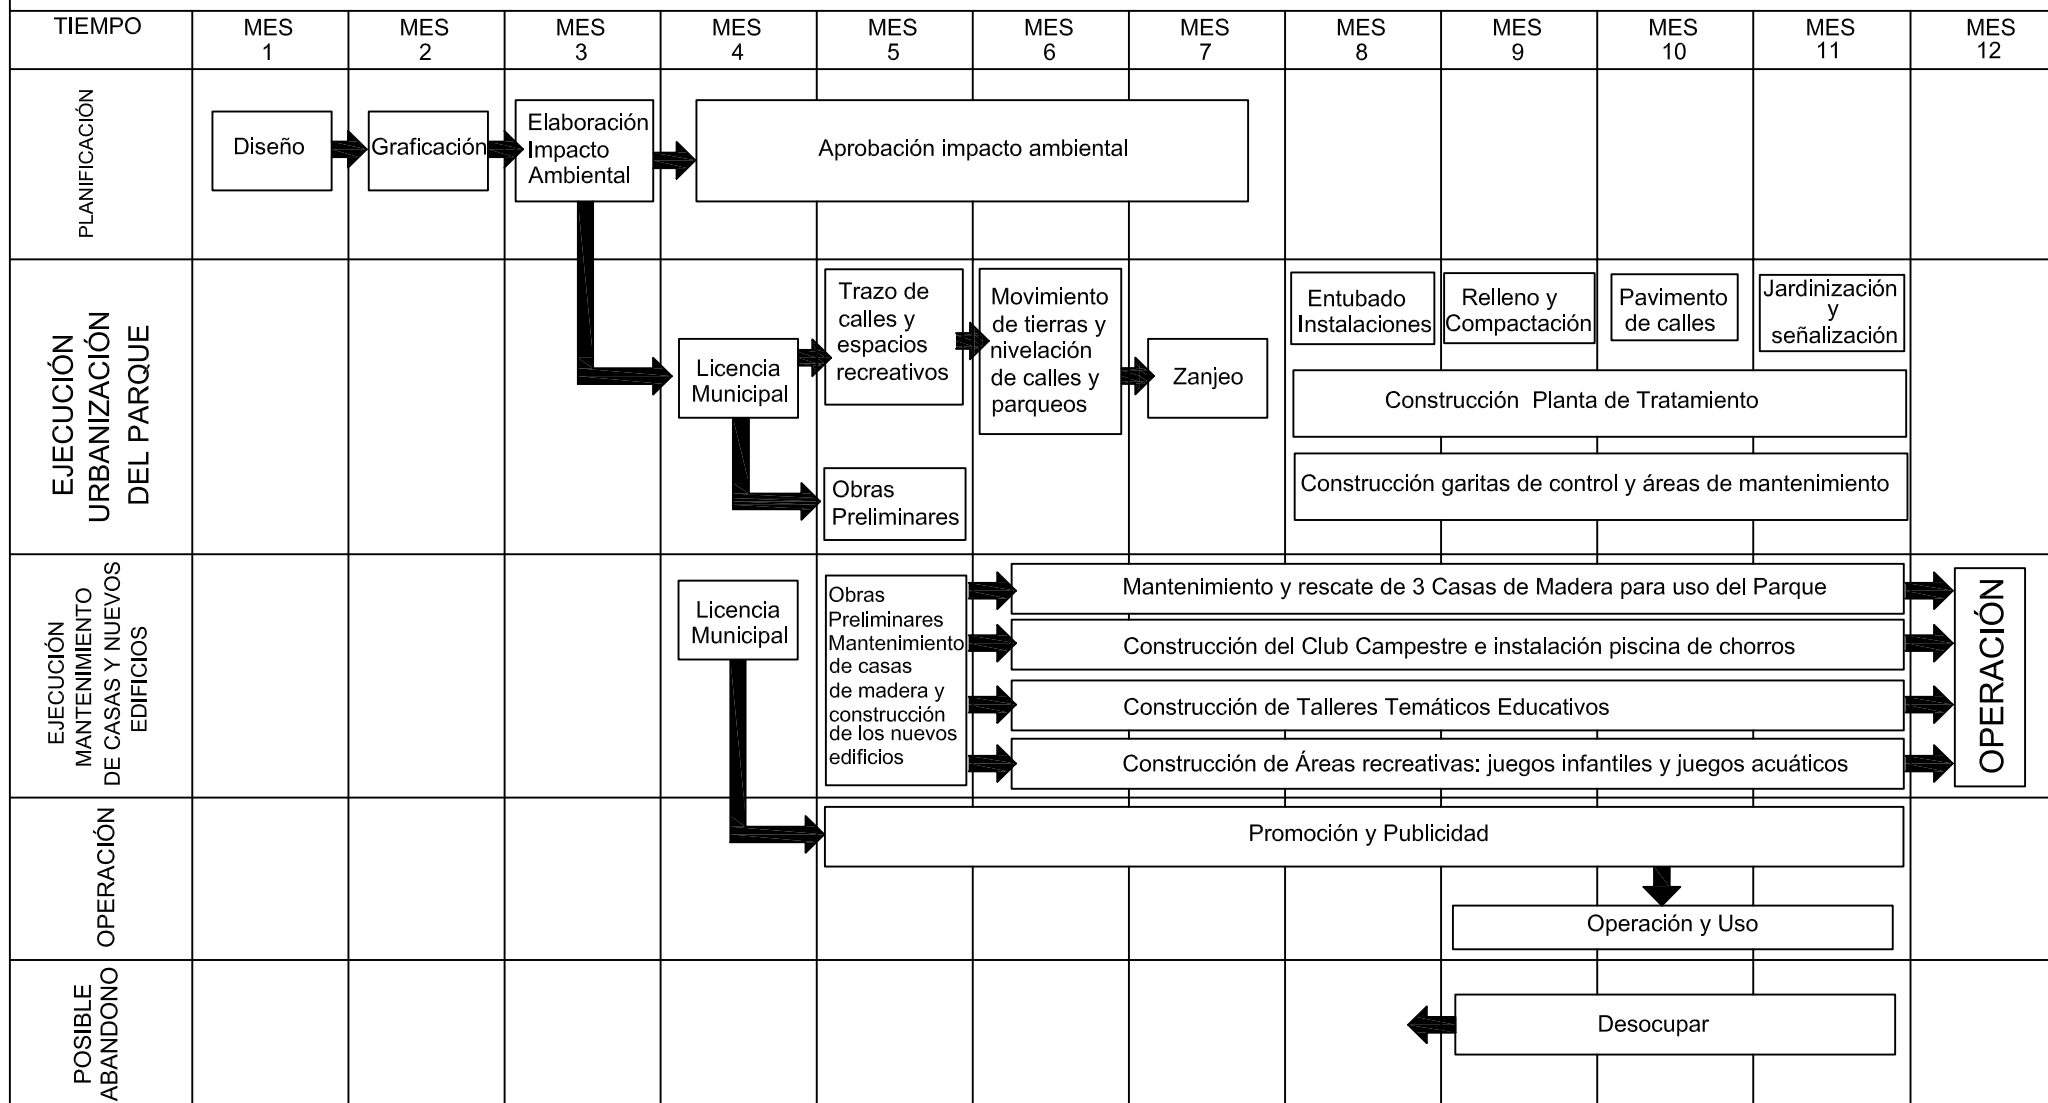 TIEMPO
MES
1
MES
2
MES
3
MES
4
MES
5
MES
6
MES
7
MES
8
MES
9
MES
10
MES
11
MES
12
PLANIFICACIÓN
Diseño
Graficación
Elaboración
Impacto
Ambiental
Aprobación impacto ambiental
EJECUCIÓN
URBANIZACIÓN
DEL PARQUE
Licencia
Municipal
Trazo de
calles y
espacios
recreativos
Obras
Preliminares
Movimiento
de tierras y
nivelación
de calles y
parqueos
Zanjeo
Entubado
Instalaciones
Relleno y
Compactación
Pavimento
de calles
Jardinización
y
señalización
Construcción Planta de Tratamiento
Construcción garitas de control y áreas de mantenimiento
EJECUCIÓN
MANTENIMIENTO
DE CASAS Y NUEVOS
EDIFICIOS
Licencia
Municipal
Obras
Preliminares
Mantenimiento
de casas
de madera y
construcción
de los nuevos
edificios
Mantenimiento y rescate de 3 Casas de Madera para uso del Parque
Construcción del Club Campestre e instalación piscina de chorros
Construcción de Talleres Temáticos Educativos
Construcción de Áreas recreativas: juegos infantiles y juegos acuáticos
OPERACIÓN
OPERACIÓN
Promoción y Publicidad
Operación y Uso
POSIBLE
ABANDONO
Desocupar